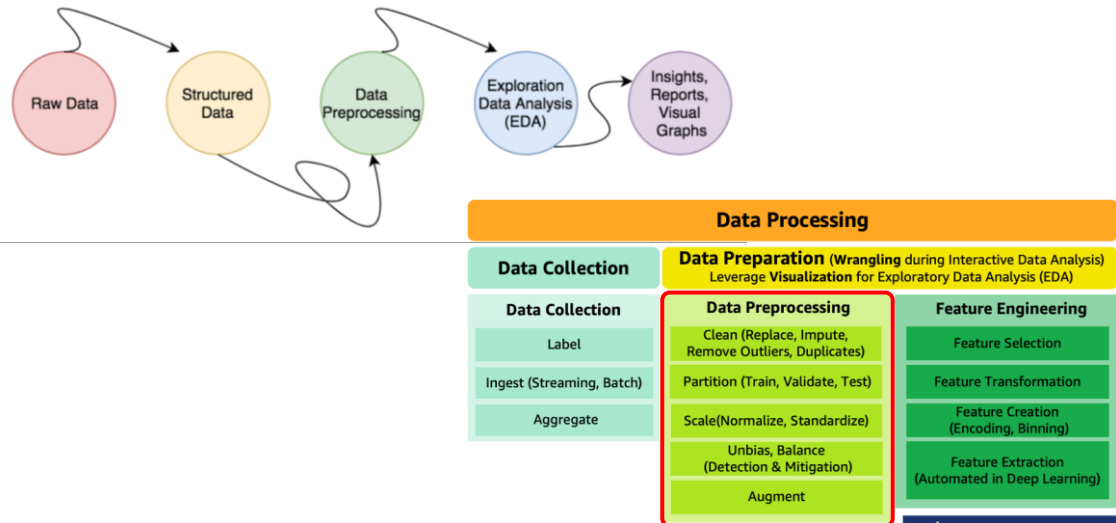 Raw Data
Structured
Data
Data
Preprocessing
Exploration
Data Analysis
(EDA)
Insights,
Reports,
Visual
Graphs
Data Processing
Data Collection
Data Preparation (Wrangling during Interactive Data Analysis)
Leverage Visualization for Exploratory Data Analysis (EDA)
Data Collection
Label
Ingest (Streaming, Batch)
Aggregate
Data Preprocessing
Clean (Replace, Impute,
Remove Outliers, Duplicates)
Partition (Train, Validate, Test)
Scale(Normalize, Standardize)
Unbias, Balance
(Detection & Mitigation)
Augment
Feature Engineering
Feature Selection
Feature Transformation
Feature Creation
(Encoding, Binning)
Feature Extraction
(Automated in Deep Learning)